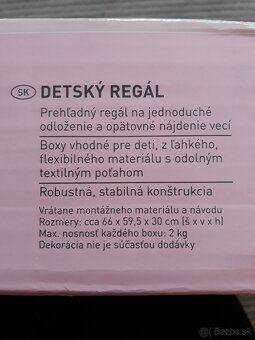 SK DETSKÝ REGÁL
Prehľadný regál na jednoduché
odloženie a opätovné nájdenie vecí
Boxy vhodné pre deti, z ľahkého,
flexibilného materiálu s odolným
textilným poťahom
Robustná, stabilná konštrukcia
Vrátane montážneho materiálu a návodu
Rozmery: cca 66 x 59,5 x 30 cm (š x v x h)
Max. nosnosť každého boxu: 2 kg
Dekorácia nie je súčasťou dodávky
Bazos.sk